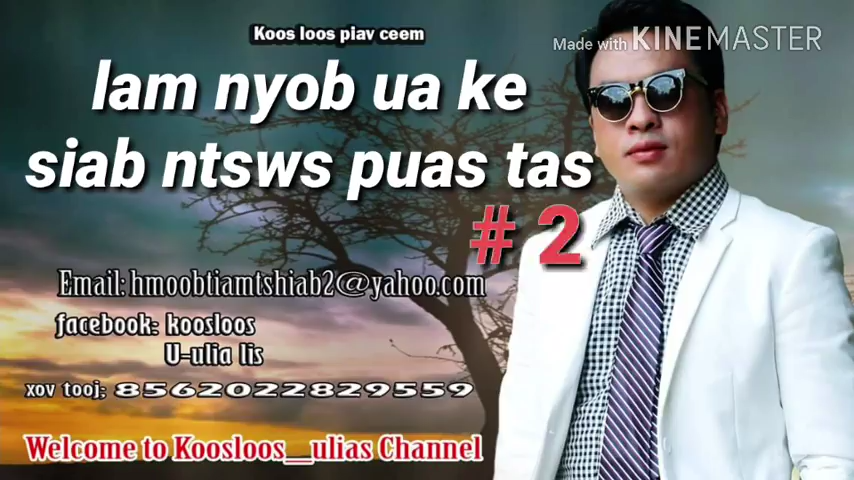 Koos loos piav ceem
Made with KINEMASTER
lam nyob ua ke
siab ntsws puas tas
# 2
Email: hmoobtiamtshiab2@yahoo.com
facebook: koosloos
U-ulia lis
xov tooj; 8562022829559
Welcome to Koosloos__ulias Channel